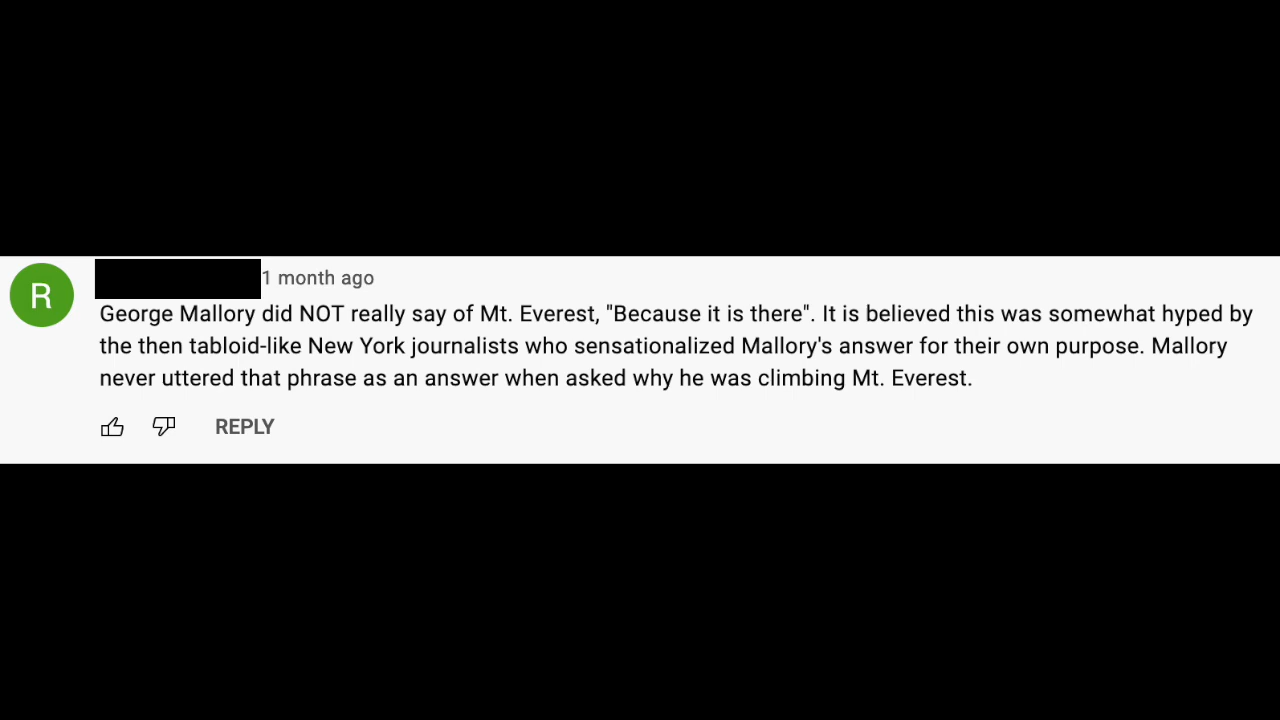 R
1 month ago
George Mallory did NOT really say of Mt. Everest, "Because it is there". It is believed this was somewhat hyped by
the then tabloid-like New York journalists who sensationalized Mallory's answer for their own purpose. Mallory
never uttered that phrase as an answer when asked why he was climbing Mt. Everest.
REPLY